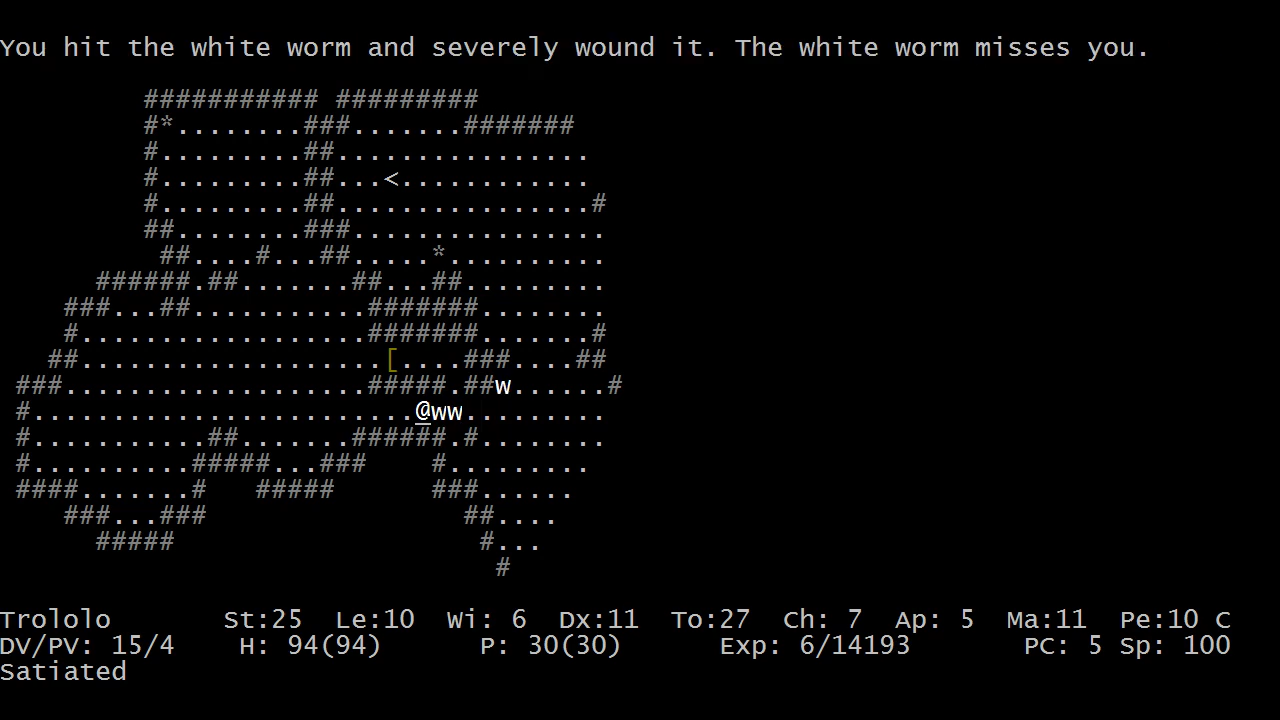 You hit the white worm and severely wound it. The white worm misses you.
         ########### #########
         #*........###.......#######
         #.........##................
         #.........##...<............
         #.........##................#
         ##........###................
          ##....#...##.....*..........
      ######.##.......##...##.........
    ###...##...........#######........
    #..................#######.......#
   ##...................[....###....##
 ###...................#####.##w......#
 #........................@ww.........
 #...........##.......######.#........
 #..........#####...###    #.........
 ####.......#   #####      ###......
    ###...###                ##....
      #####                   #...
                               #
Trololo       St:25  Le:10  Wi: 6  Dx:11  To:27  Ch: 7  Ap: 5  Ma:11  Pe:10 C
DV/PV: 15/4    H: 94(94)      P: 30(30)      Exp: 6/14193       PC: 5 Sp: 100
Satiated